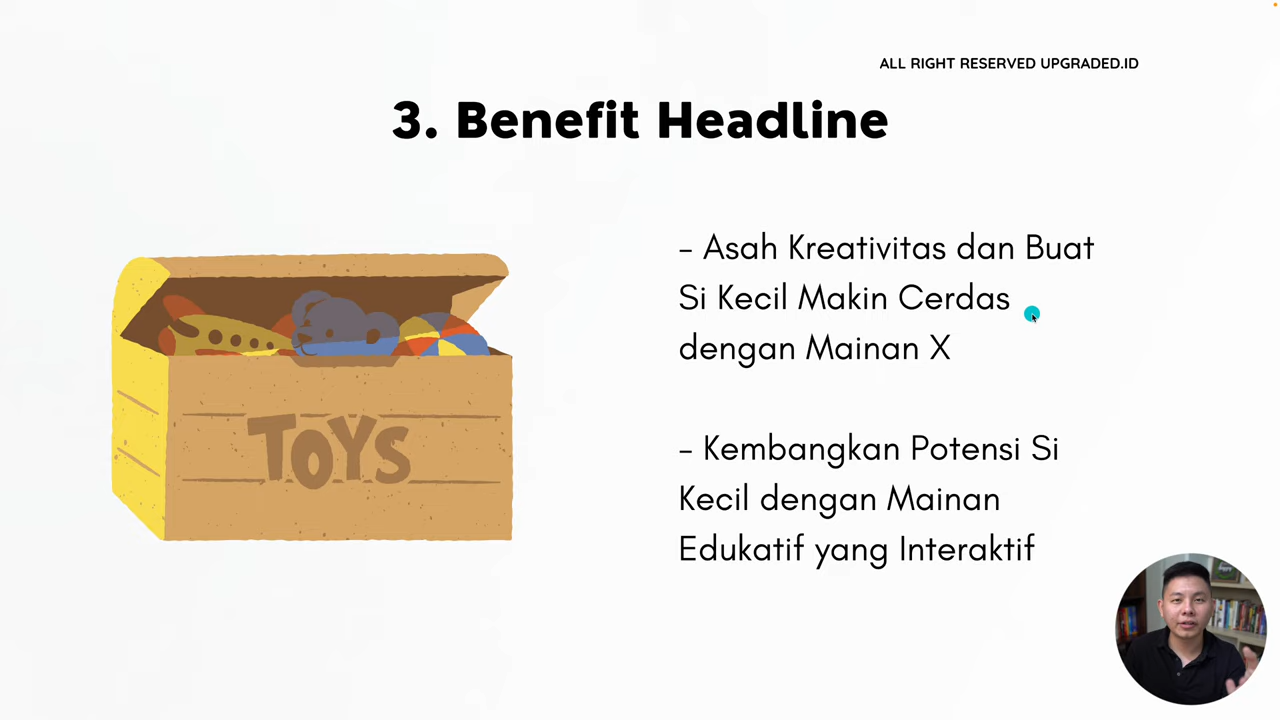 ALL RIGHT RESERVED UPGRADED.ID
3. Benefit Headline
– Asah Kreativitas dan Buat
Si Kecil Makin Cerdas
dengan Mainan X
– Kembangkan Potensi Si
Kecil dengan Mainan
Edukatif yang Interaktif
TOYS